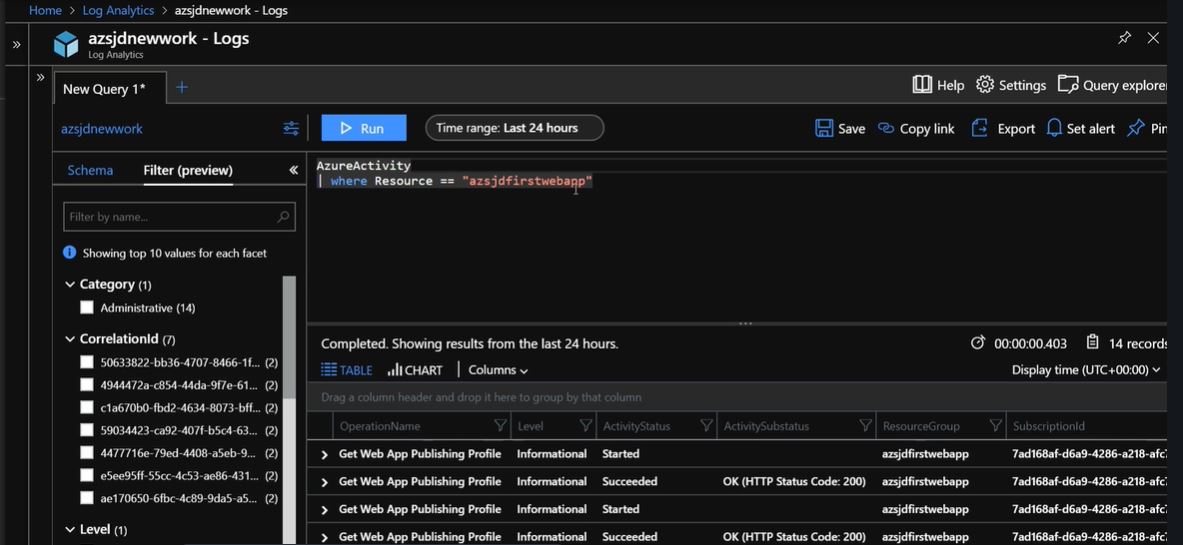 Home > Log Analytics > azsjdnewwork - Logs
azsjdnewwork - Logs
Log Analytics
New Query 1*
Help Settings Query explorer
azsjdnewwork
Run
Time range: Last 24 hours
Save Copy link Export Set alert Pin
Schema Filter (preview)
AzureActivity
| where Resource == "azsjdfirstwebapp"
Filter by name...
Showing top 10 values for each facet
Category (1)
Administrative (14)
CorrelationId (7)
50633822-bb36-4707-8466-1f... (2)
4944472a-c854-44da-9f7e-61... (2)
c1a670b0-fbd2-4634-8073-bff... (2)
59034423-ca92-407f-b5c4-63... (2)
4477716e-79ed-4408-a5eb-9... (2)
e5ee95ff-55cc-4c53-ae86-431... (2)
ae170650-6fbc-4c89-9da5-a5... (2)
Level (1)
Completed. Showing results from the last 24 hours.
00:00:00.403 14 records
TABLE CHART Columns
Display time (UTC+00:00)
Drag a column header and drop it here to group by that column
OperationName Level ActivityStatus ActivitySubstatus ResourceGroup SubscriptionId
Get Web App Publishing Profile Informational Started azsjdfirstwebapp 7ad168af-d6a9-4286-a218-afc7
Get Web App Publishing Profile Informational Succeeded OK (HTTP Status Code: 200) azsjdfirstwebapp 7ad168af-d6a9-4286-a218-afc7
Get Web App Publishing Profile Informational Started azsjdfirstwebapp 7ad168af-d6a9-4286-a218-afc7
Get Web App Publishing Profile Informational Succeeded OK (HTTP Status Code: 200) azsjdfirstwebapp 7ad168af-d6a9-4286-a218-afc7